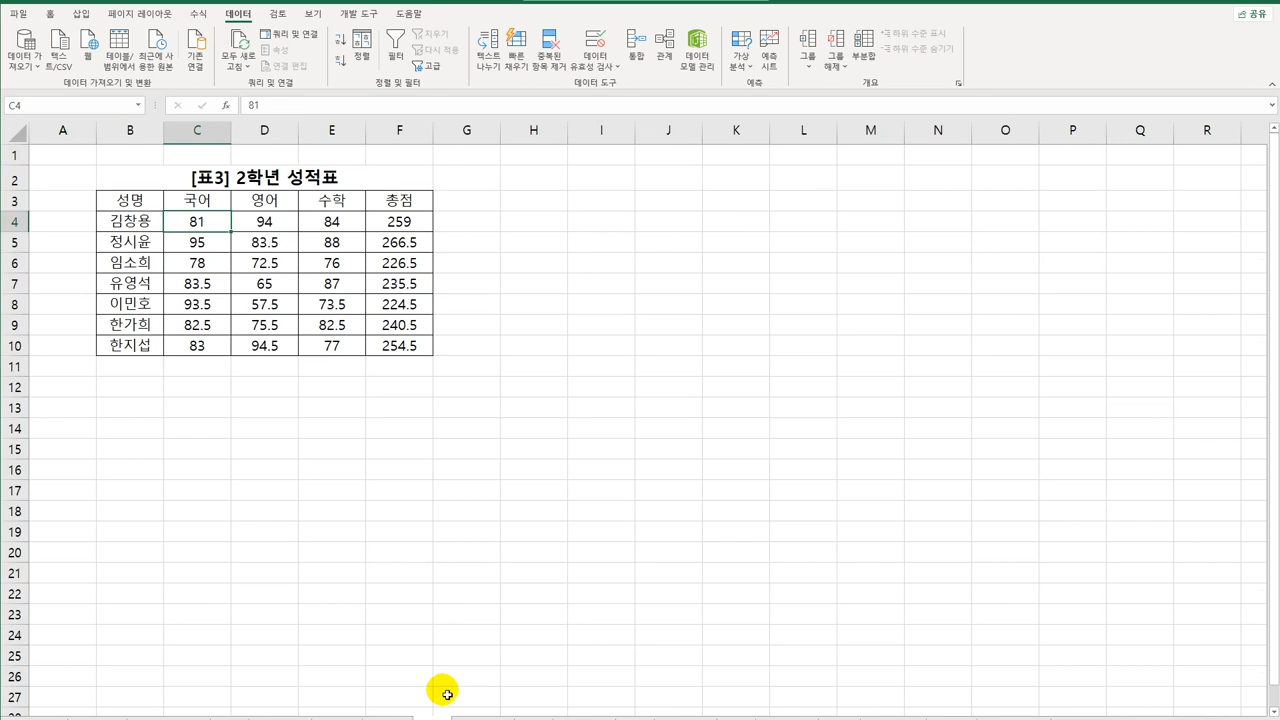 파일 홈 삽입 페이지 레이아웃 수식 데이터 검토 보기 개발 도구 도움말 공유
데이터 가져오기 텍스트/CSV 웹 테이블/범위에서 최근에 사용한 원본 기존 연결 모두 새로 고침 쿼리 및 연결 속성 연결 편집 정렬 필터 지우기 다시 적용 고급 텍스트 나누기 빠른 채우기 중복된 항목 제거 데이터 유효성 검사 통합 관계 데이터 모델 관리 가상 분석 예측 시트 그룹 그룹 해제 부분합 하위 수준 표시 하위 수준 숨기기
데이터 가져오기 및 변환 쿼리 및 연결 정렬 및 필터 데이터 도구 예측 개요
C4 fx 81
A B C D E F G H I J K L M N O P Q R
1
2 [표3] 2학년 성적표
3 성명 국어 영어 수학 총점
4 김창용 81 94 84 259
5 정시윤 95 83.5 88 266.5
6 임소희 78 72.5 76 226.5
7 유영석 83.5 65 87 235.5
8 이민호 93.5 57.5 73.5 224.5
9 한가희 82.5 75.5 82.5 240.5
10 한지섭 83 94.5 77 254.5
11
12
13
14
15
16
17
18
19
20
21
22
23
24
25
26
27